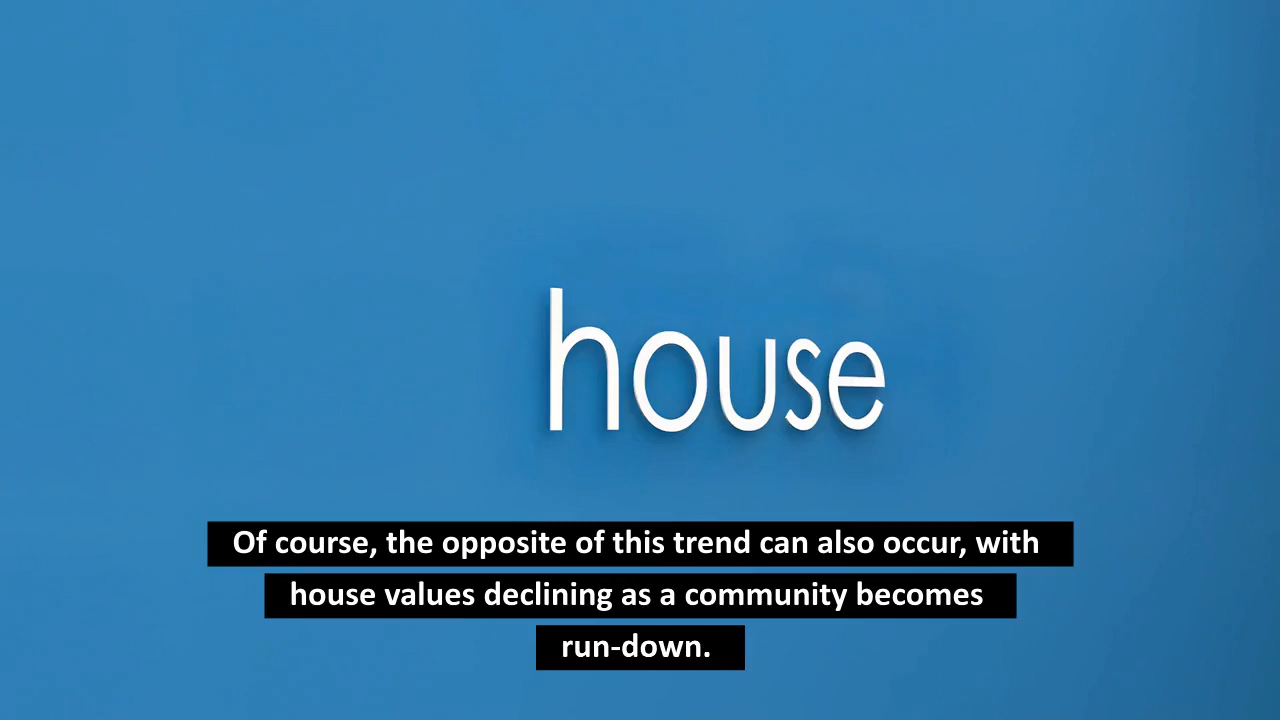 house
Of course, the opposite of this trend can also occur, with
house values declining as a community becomes
run-down.